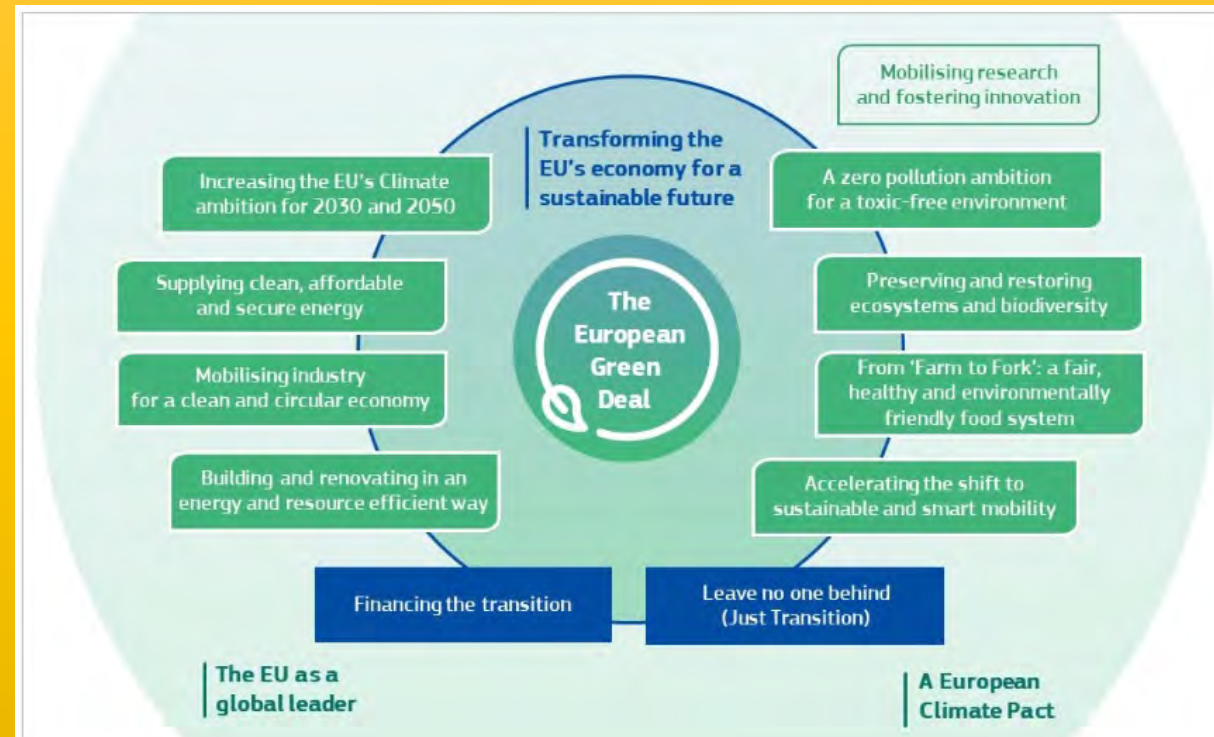 Mobilising research
and fostering innovation
Transforming the
EU's economy for a
sustainable future
Increasing the EU's Climate
ambition for 2030 and 2050
A zero pollution ambition
for a toxic-free environment
Supplying clean, affordable
and secure energy
Preserving and restoring
ecosystems and biodiversity
The
European
Green
Deal
Mobilising industry
for a clean and circular economy
From ‘Farm to Fork’: a fair,
healthy and environmentally
friendly food system
Building and renovating in an
energy and resource efficient way
Accelerating the shift to
sustainable and smart mobility
Financing the transition
Leave no one behind
(Just Transition)
The EU as a
global leader
A European
Climate Pact